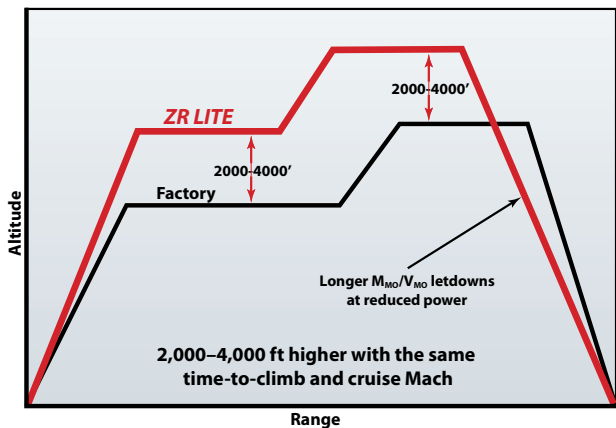 2000-4000’
ZR LITE
2000-4000’
Factory
Altitude
Longer MMO/VMO letdowns
at reduced power
2,000–4,000 ft higher with the same
time-to-climb and cruise Mach
Range